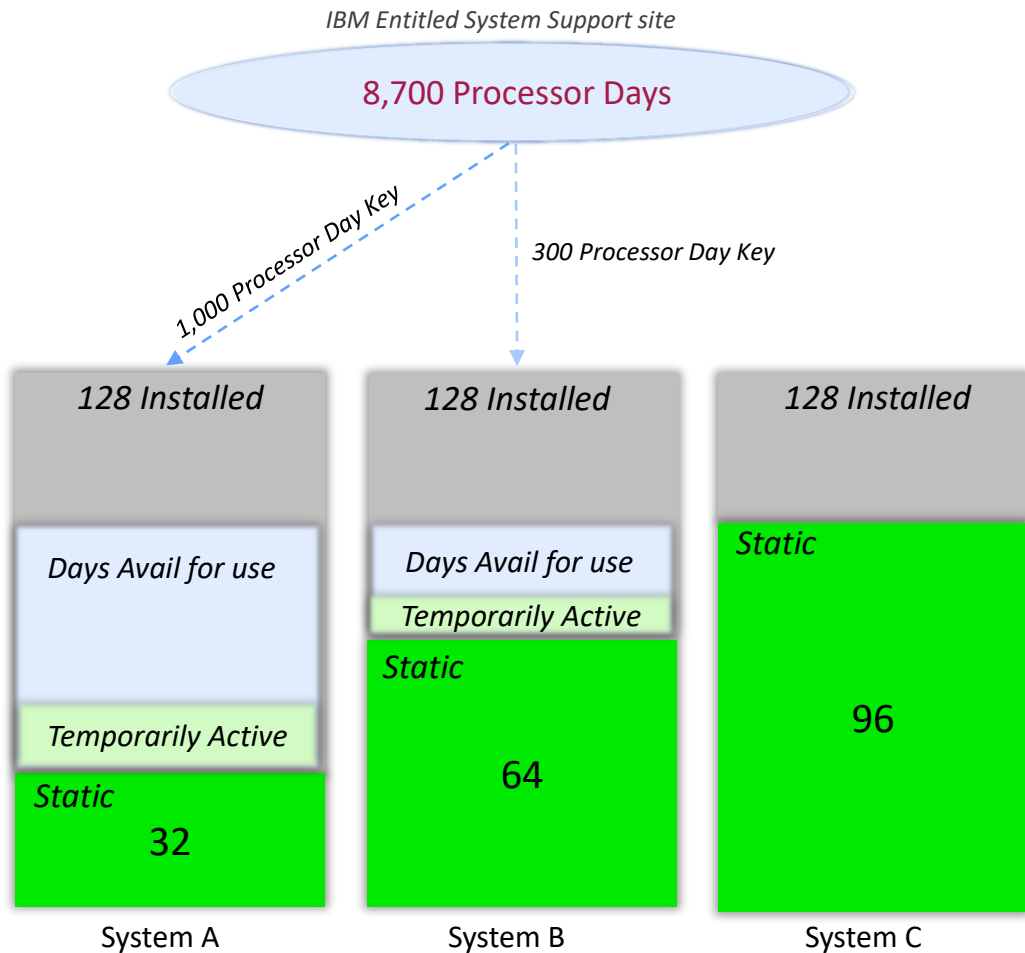 IBM Entitled System Support site
8,700 Processor Days
1,000 Processor Day Key
300 Processor Day Key
128 Installed
Days Avail for use
Temporarily Active
Static
32
System A
128 Installed
Days Avail for use
Temporarily Active
Static
64
System B
128 Installed
Static
96
System C